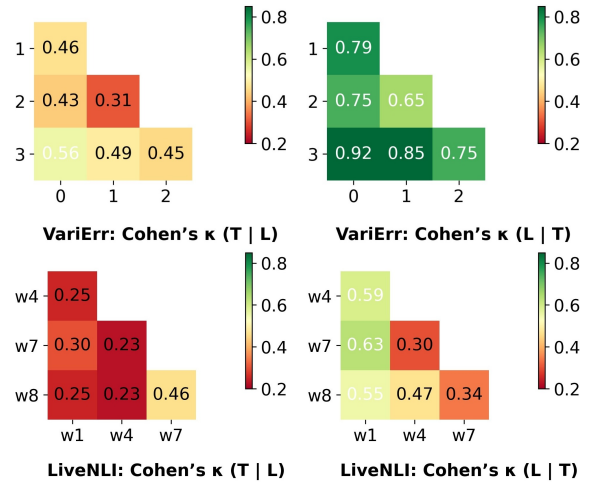 1
2
3
0.46
0.43 0.31
0.56 0.49 0.45
0 1 2
0.8
0.6
0.4
0.2
VariErr: Cohen's κ (T | L)
1
2
3
0.79
0.75 0.65
0.92 0.85 0.75
0 1 2
0.8
0.6
0.4
0.2
VariErr: Cohen's κ (L | T)
w4
w7
w8
0.25
0.30 0.23
0.25 0.23 0.46
w1 w4 w7
0.8
0.6
0.4
0.2
LiveNLI: Cohen's κ (T | L)
w4
w7
w8
0.59
0.63 0.30
0.55 0.47 0.34
w1 w4 w7
0.8
0.6
0.4
0.2
LiveNLI: Cohen's κ (L | T)